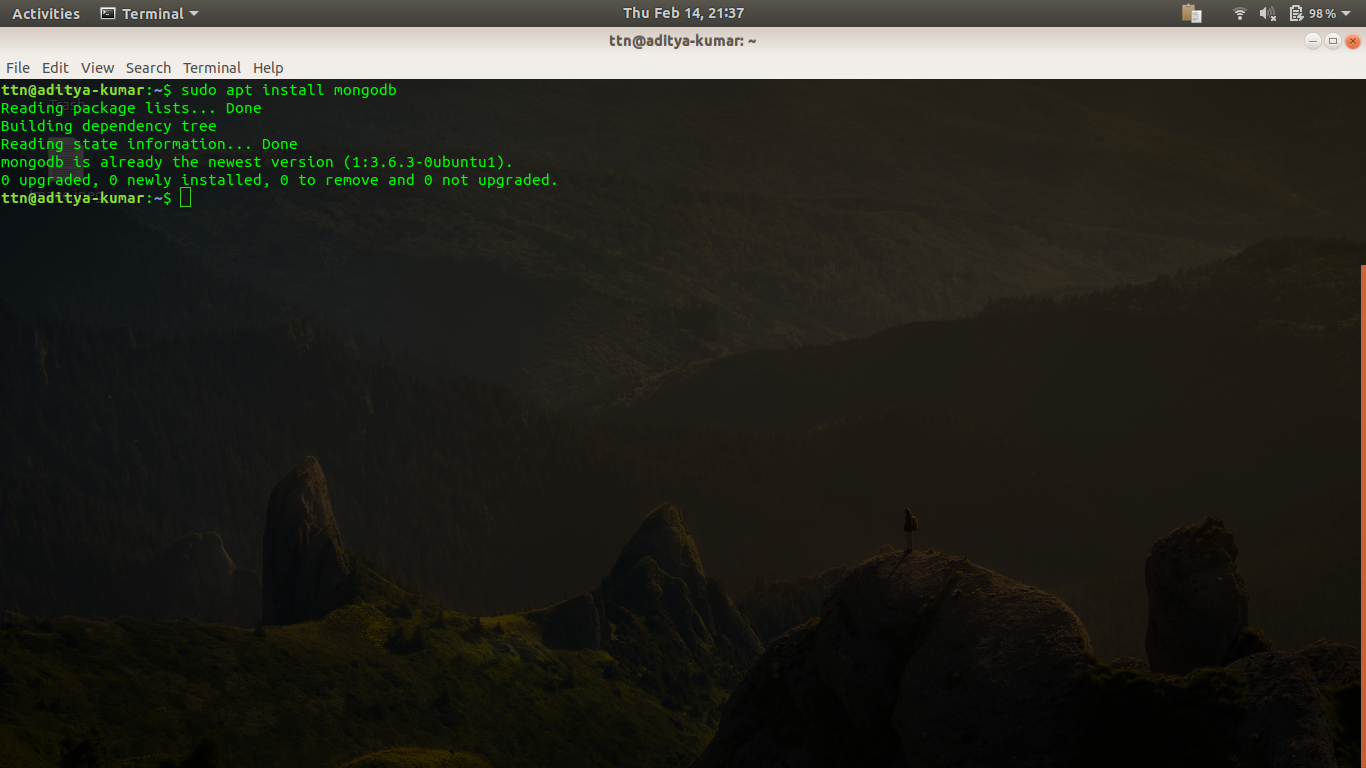 Activities Terminal Thu Feb 14, 21:37 98%
ttn@aditya-kumar: ~
File Edit View Search Terminal Help
ttn@aditya-kumar:~$ sudo apt install mongodb
Reading package lists... Done
Building dependency tree
Reading state information... Done
mongodb is already the newest version (1:3.6.3-0ubuntu1).
0 upgraded, 0 newly installed, 0 to remove and 0 not upgraded.
ttn@aditya-kumar:~$
Trash